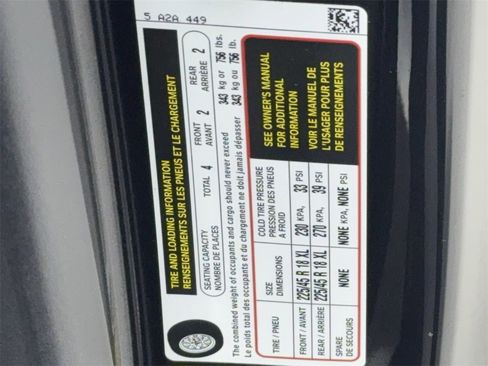 5 A2A 449
TIRE AND LOADING INFORMATION
RENSEIGNEMENTS SUR LES PNEUS ET LE CHARGEMENT
SEATING CAPACITY
NOMBRE DE PLACES
TOTAL 4
FRONT
AVANT 2
REAR
ARRIÈRE 2
The combined weight of occupants and cargo should never exceed 343 kg or 756 lbs.
Le poids total des occupants et du chargement ne doit jamais dépasser 343 kg ou 756 lb.
TIRE / PNEU
SIZE
DIMENSIONS
COLD TIRE PRESSURE
PRESSION DES PNEUS
A FROID
FRONT / AVANT 225/45 R 18 XL 230 KPA, 33 PSI
REAR / ARRIÈRE 225/45 R 18 XL 270 KPA, 39 PSI
SPARE
DE SECOURS
NONE NONE KPA, NONE PSI
SEE OWNER'S MANUAL
FOR ADDITIONAL
INFORMATION
VOIR LE MANUEL DE
L'USAGER POUR PLUS
DE RENSEIGNEMENTS